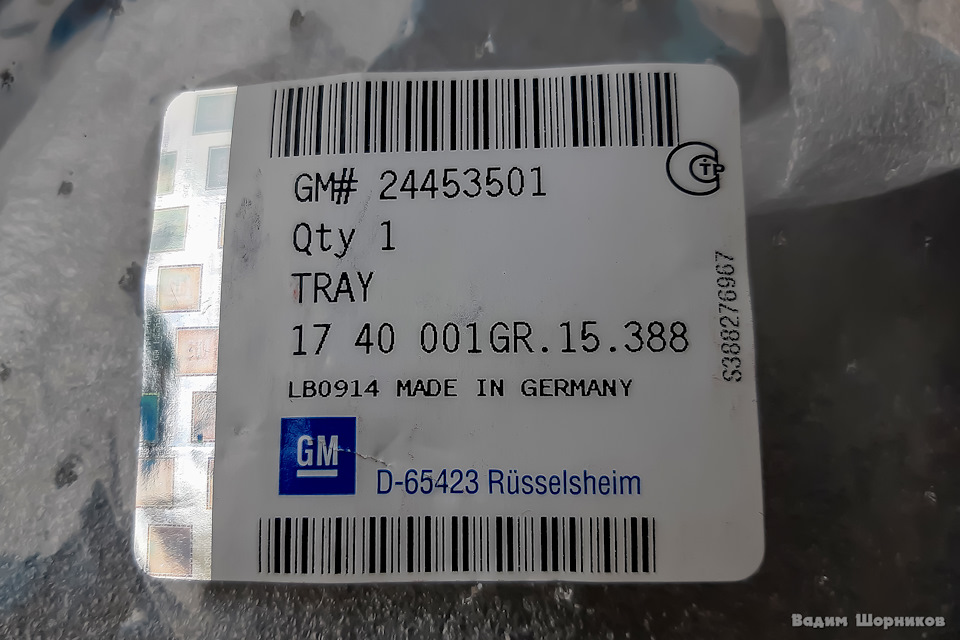 GM# 24453501
Qty 1
TRAY
17 40 001GR.15.388
LB0914 MADE IN GERMANY
GM
D-65423 Rüsselsheim
S388276967
Вадим Шорников